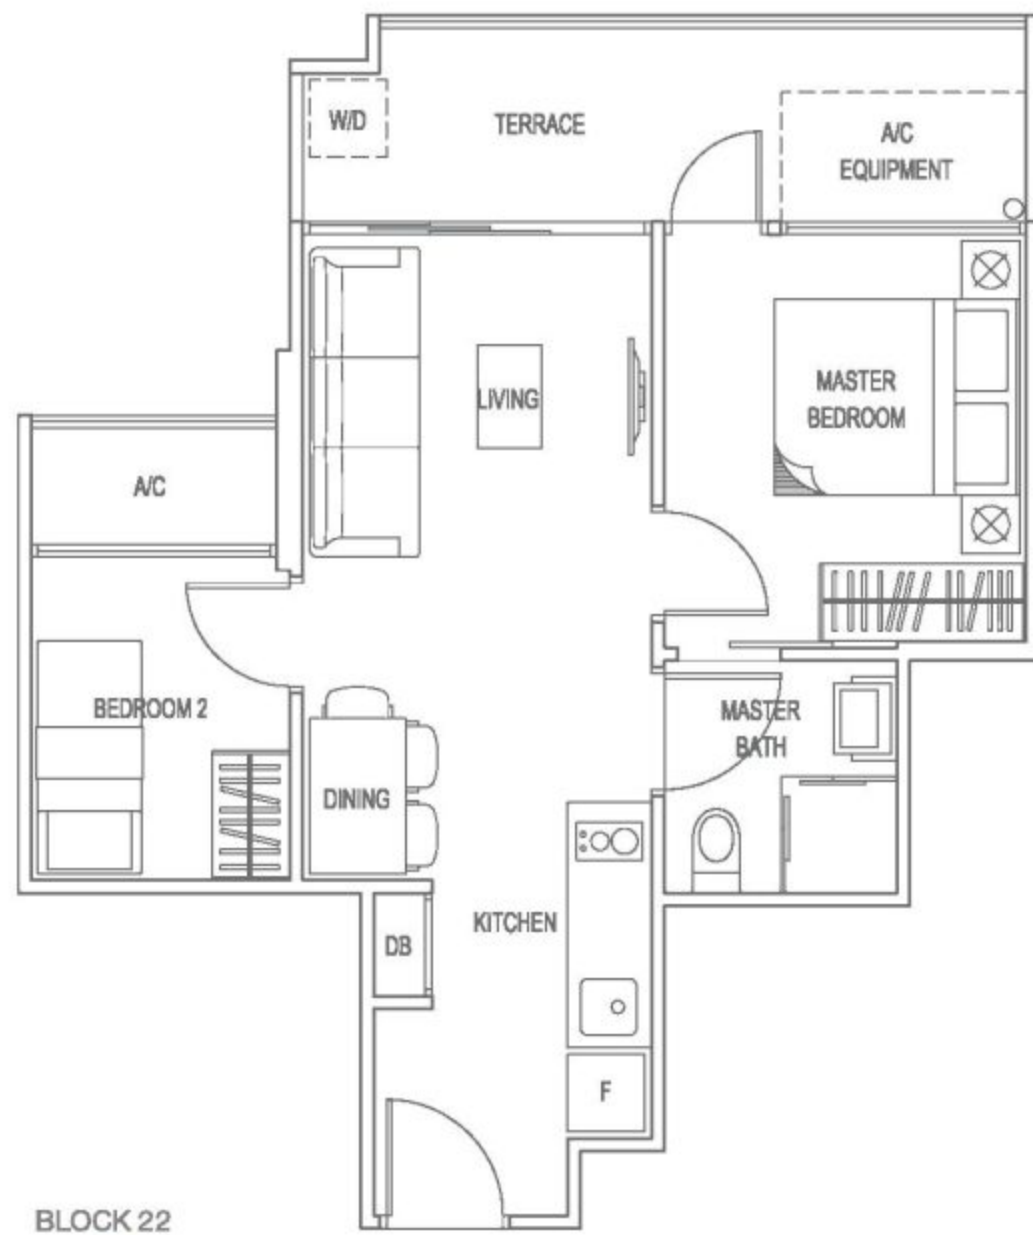 W/D
TERRACE
A/C
EQUIPMENT
LIVING
MASTER
BEDROOM
A/C
BEDROOM 2
MASTER
BATH
DINING
KITCHEN
DB
F
BLOCK 22